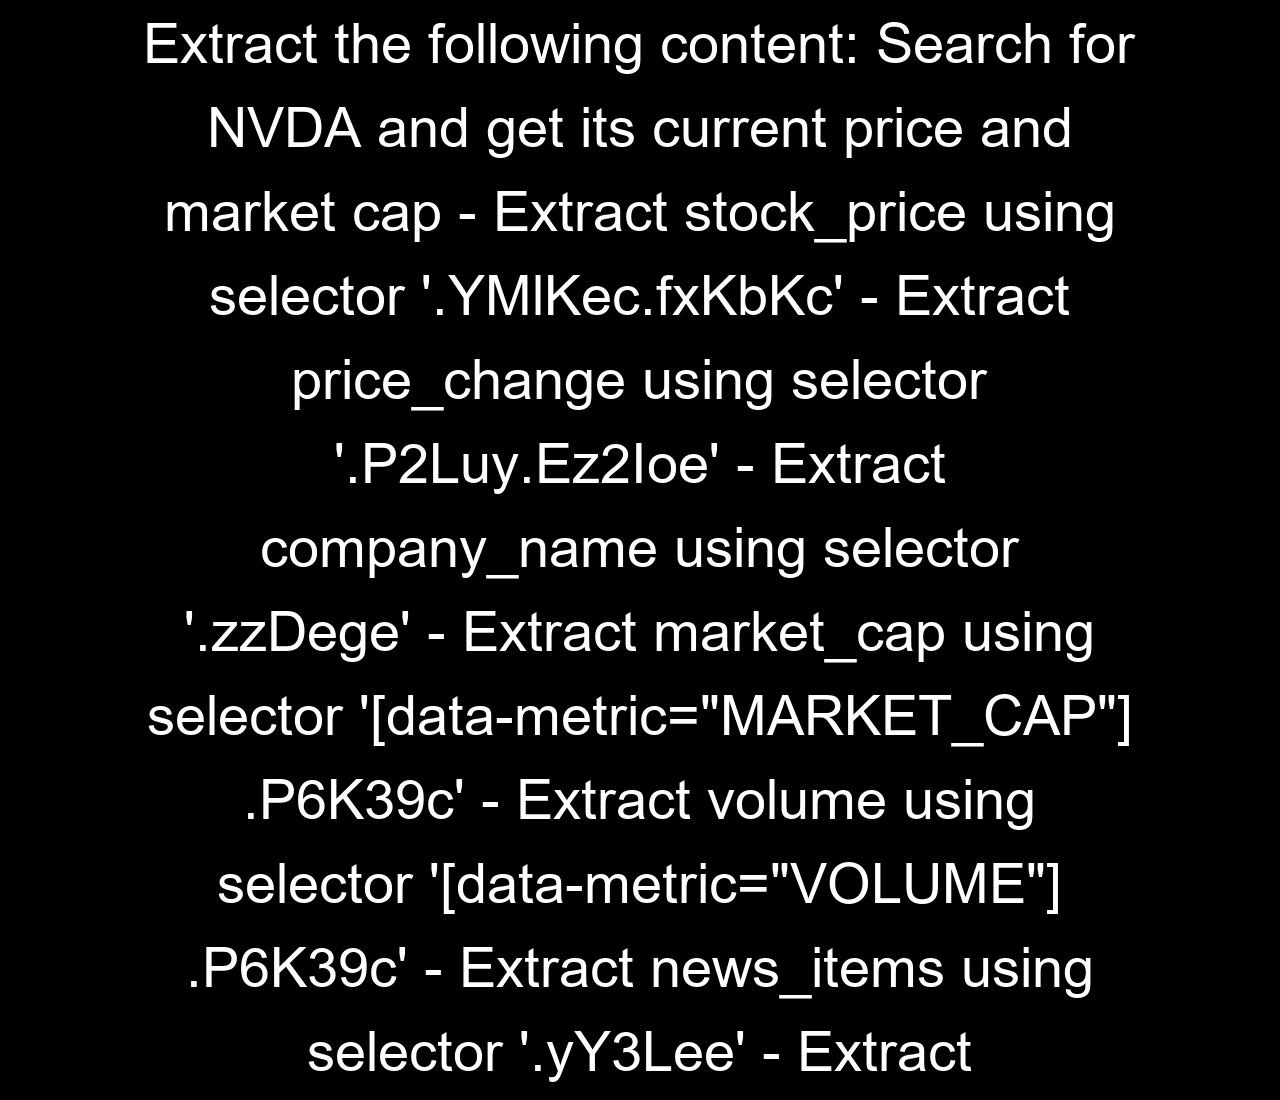 Extract the following content: Search for
NVDA and get its current price and
market cap - Extract stock_price using
selector '.YMlKec.fxKbKc' - Extract
price_change using selector
'.P2Luy.Ez2Ioe' - Extract
company_name using selector
'.zzDege' - Extract market_cap using
selector '[data-metric="MARKET_CAP"]
.P6K39c' - Extract volume using
selector '[data-metric="VOLUME"]
.P6K39c' - Extract news_items using
selector '.yY3Lee' - Extract